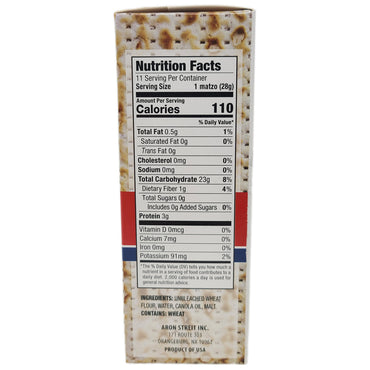 Nutrition Facts
11 Serving Per Container
Serving Size 1 matzo (28g)
Amount Per Serving
Calories 110
% Daily Value*
Total Fat 0.5g 1%
Saturated Fat 0g 0%
Trans Fat 0g
Cholesterol 0mg 0%
Sodium 0mg 0%
Total Carbohydrate 23g 8%
Dietary Fiber 1g 4%
Total Sugars 0g
Includes 0g Added Sugars 0%
Protein 3g
Vitamin D 0mcg 0%
Calcium 7mg 0%
Iron 0mg 0%
Potassium 91mg 2%
*The % Daily Value (DV) tells you how much a
nutrient in a serving of food contributes to a
daily diet. 2,000 calories a day is used for
general nutrition advice.
INGREDIENTS: UNBLEACHED WHEAT
FLOUR, WATER, CANOLA OIL, MALT.
CONTAINS: WHEAT
ARON STREIT INC.
171 ROUTE 303
ORANGEBURG, NY 10962
PRODUCT OF USA